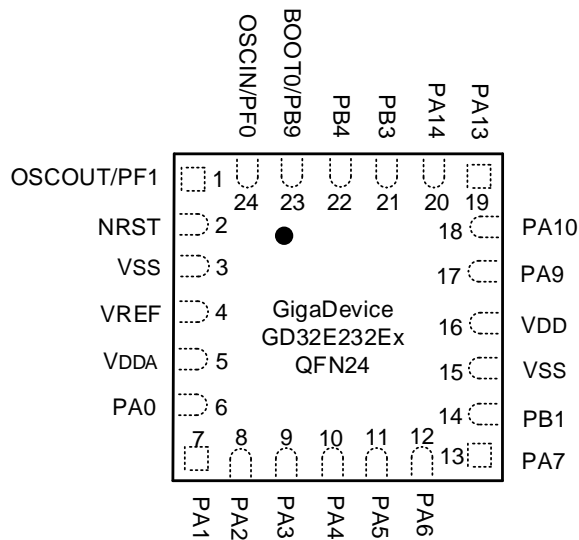 OSCIN/PF0
BOOT0/PB9
PB4
PB3
PA14
PA13
OSCOUT/PF1
1
24
23
22
21
20
19
NRST
2
18
PA10
VSS
3
17
PA9
VREF
4
GigaDevice
GD32E232Ex
QFN24
16
VDD
VDDA
5
15
VSS
PA0
6
14
PB1
7
8
9
10
11
12
13
PA7
PA1
PA2
PA3
PA4
PA5
PA6